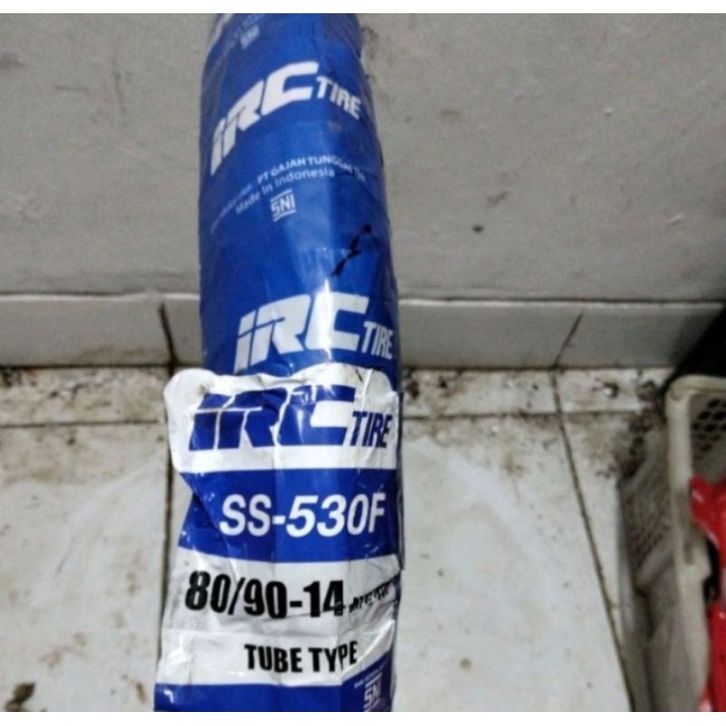 IRC TIRE
PT GAJAH TUNGGAL Tbk
Made In Indonesia
SNI
IRC TIRE
IRC TIRE
SS-530F
80/90-14
TUBE TYPE
SNI